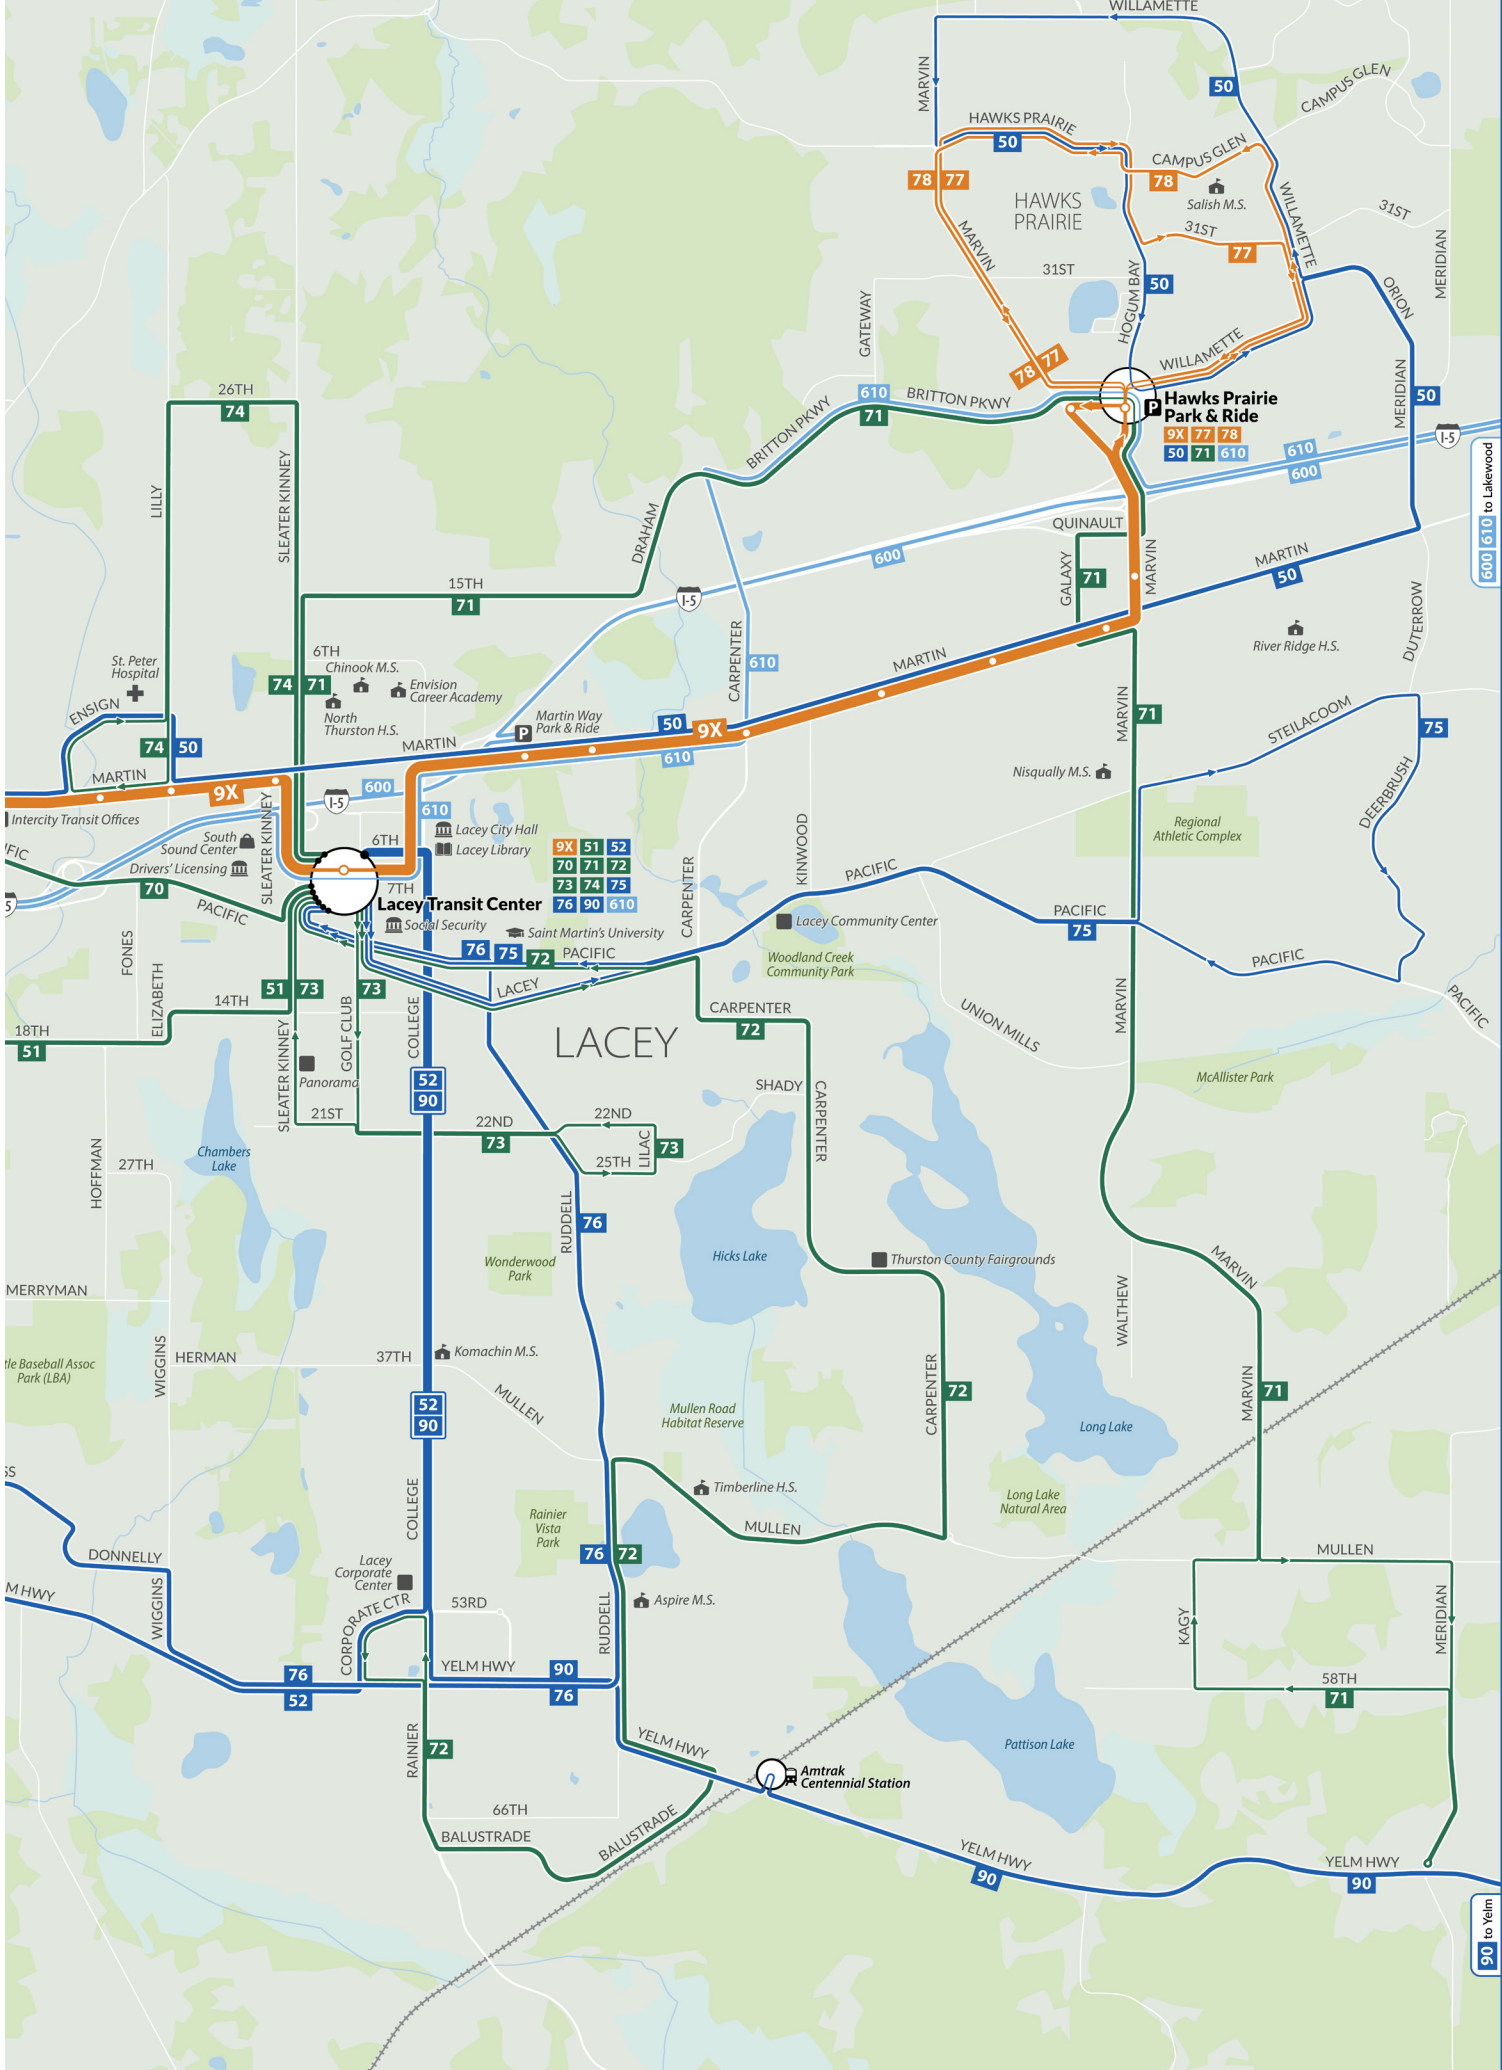 WILLAMETTE
MARVIN
50
CAMPUS GLEN
HAWKS PRAIRIE
50
CAMPUS GLEN
78
77
78
Salish M.S.
HAWKS
PRAIRIE
WILLAMETTE
31ST
31ST
77
MERIDIAN
MARVIN
31ST
HOGUM BAY
50
ORION
GATEWAY
WILLAMETTE
78
77
MERIDIAN
50
26TH
74
610
BRITTON PKWY
71
Hawks Prairie
Park & Ride
9X 77 78
50 71 610
BRITTON PKWY
I-5
610
600
600 610 to Lakewood
LILLY
SLEATER KINNEY
DRAHAM
QUINAULT
600
MARTIN
50
GALAXY
71
MARVIN
15TH
71
I-5
DUTERROW
River Ridge H.S.
6TH
Chinook M.S.
St. Peter
Hospital
74 71
Envision
Career Academy
CARPENTER
610
MARTIN
North
Thurston H.S.
ENSIGN
Martin Way
Park & Ride
50
9X
MARVIN
71
STEILACOOM
75
74 50
MARTIN
610
Nisqually M.S.
MARTIN
9X
600
I-5
610
DEERBRUSH
Intercity Transit Offices
SLEATER KINNEY
Regional
Athletic Complex
South
Sound Center
6TH
Lacey City Hall
Lacey Library
KINWOOD
IFIC
Drivers' Licensing
9X 51 52
70 71 72
73 74 75
76 90 610
CARPENTER
PACIFIC
70
7TH
5
PACIFIC
Lacey Transit Center
Social Security
Saint Martin's University
Lacey Community Center
PACIFIC
75
FONES
76 75 72
PACIFIC
Woodland Creek
Community Park
PACIFIC
ELIZABETH
51 73
73
LACEY
PACIFIC
14TH
GOLF CLUB
COLLEGE
CARPENTER
72
UNION MILLS
MARVIN
18TH
51
SLEATER KINNEY
LACEY
Panorama
52
90
SHADY
CARPENTER
McAllister Park
21ST
22ND
73
22ND
LILAC
73
25TH
Chambers
Lake
HOFFMAN
27TH
RUDDELL
76
Wonderwood
Park
Hicks Lake
Thurston County Fairgrounds
MARVIN
MERRYMAN
WALTHEW
WIGGINS
HERMAN
37TH
Komachin M.S.
tle Baseball Assoc
Park (LBA)
MULLEN
52
90
Mullen Road
Habitat Reserve
CARPENTER
72
MARVIN
71
Long Lake
SS
COLLEGE
Timberline H.S.
Long Lake
Natural Area
Rainier
Vista
Park
MULLEN
DONNELLY
76 72
MULLEN
Lacey
Corporate
Center
M HWY
WIGGINS
CORPORATE CTR
53RD
RUDDELL
Aspire M.S.
KAGY
MERIDIAN
76
52
YELM HWY
90
76
58TH
71
RAINIER
72
YELM HWY
Pattison Lake
Amtrak
Centennial Station
66TH
BALUSTRADE
BALUSTRADE
YELM HWY
90
YELM HWY
90
90 to Yelm